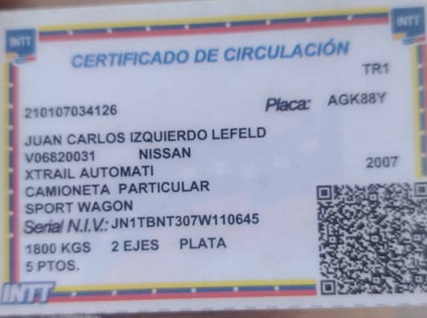 INTT INTT
CERTIFICADO DE CIRCULACIÓN
TR1
210107034126 Placa: AGK88Y
JUAN CARLOS IZQUIERDO LEFELD
V06820031 NISSAN
XTRAIL AUTOMATI 2007
CAMIONETA PARTICULAR
SPORT WAGON
Serial N.I.V.: JN1TBNT307W110645
1800 KGS 2 EJES PLATA
5 PTOS.
INTT